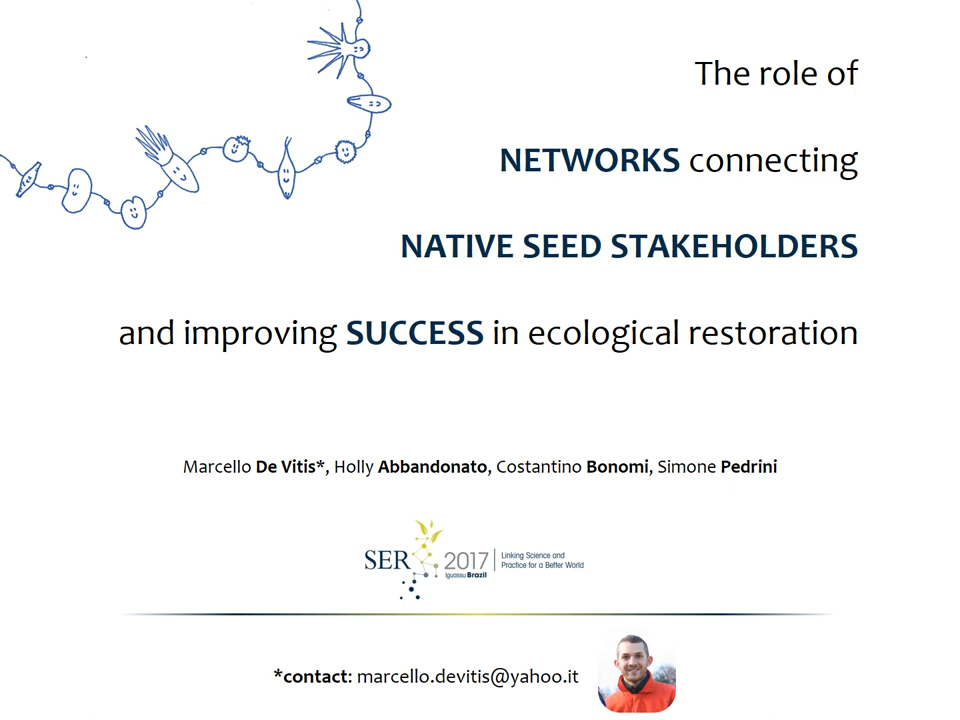 The role of
NETWORKS connecting
NATIVE SEED STAKEHOLDERS
and improving SUCCESS in ecological restoration
Marcello De Vitis*, Holly Abbandonato, Costantino Bonomi, Simone Pedrini
SER 2017 Linking Science and
Iguassu Brazil Practice for a Better World
*contact: marcello.devitis@yahoo.it